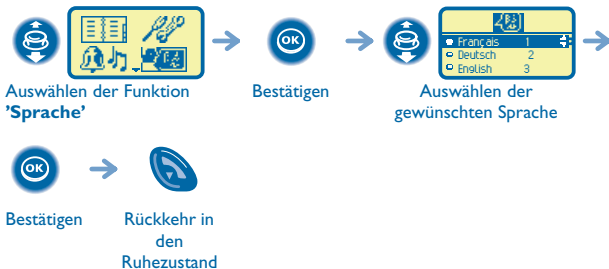 OK
Français 1
Deutsch 2
English 3
Auswählen der Funktion
'Sprache'
Bestätigen
Auswählen der
gewünschten Sprache
OK
Bestätigen
Rückkehr in
den
Ruhezustand